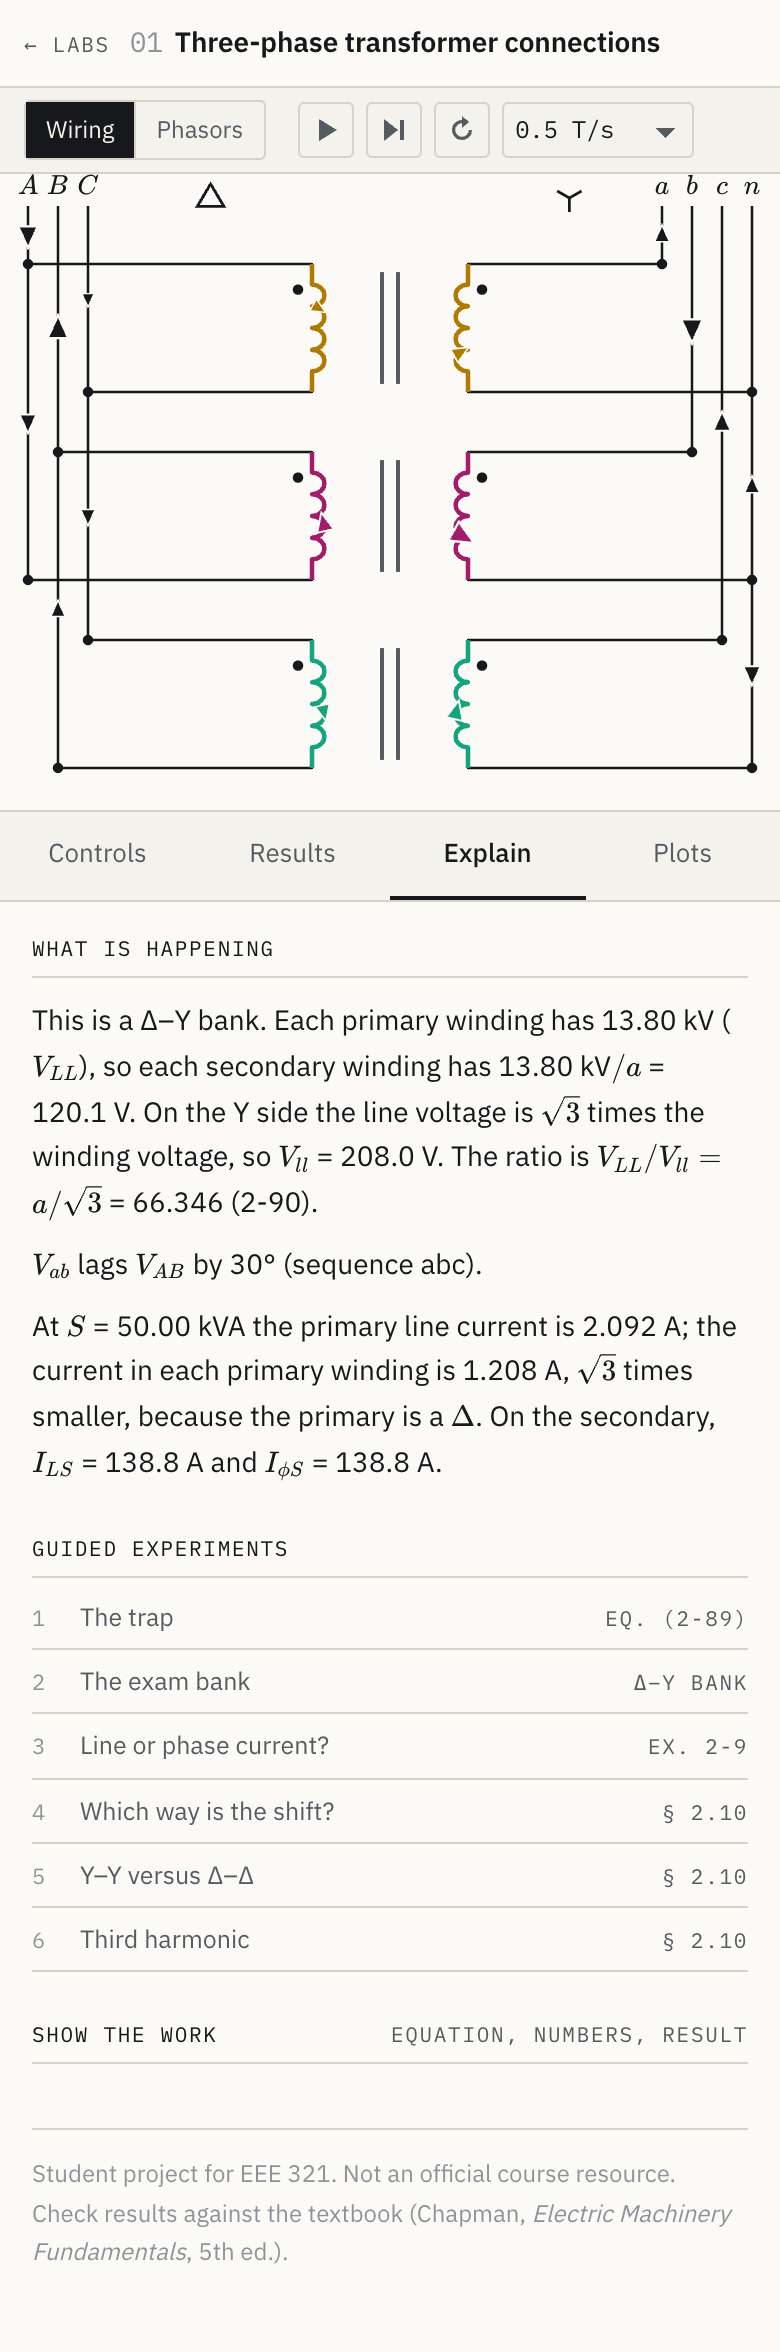 ← LABS 01 Three-phase transformer connections
Wiring Phasors 0.5 T/s
A B C a b c n
Controls Results Explain Plots
WHAT IS HAPPENING
This is a Δ–Y bank. Each primary winding has 13.80 kV (
V_LL), so each secondary winding has 13.80 kV/a =
120.1 V. On the Y side the line voltage is √3 times the
winding voltage, so V_ll = 208.0 V. The ratio is V_LL/V_ll =
a/√3 = 66.346 (2-90).
V_ab lags V_AB by 30° (sequence abc).
At S = 50.00 kVA the primary line current is 2.092 A; the
current in each primary winding is 1.208 A, √3 times
smaller, because the primary is a Δ. On the secondary,
I_LS = 138.8 A and I_ϕS = 138.8 A.
GUIDED EXPERIMENTS
1 The trap EQ. (2-89)
2 The exam bank Δ–Y BANK
3 Line or phase current? EX. 2-9
4 Which way is the shift? § 2.10
5 Y–Y versus Δ–Δ § 2.10
6 Third harmonic § 2.10
SHOW THE WORK EQUATION, NUMBERS, RESULT
Student project for EEE 321. Not an official course resource.
Check results against the textbook (Chapman, Electric Machinery
Fundamentals, 5th ed.).